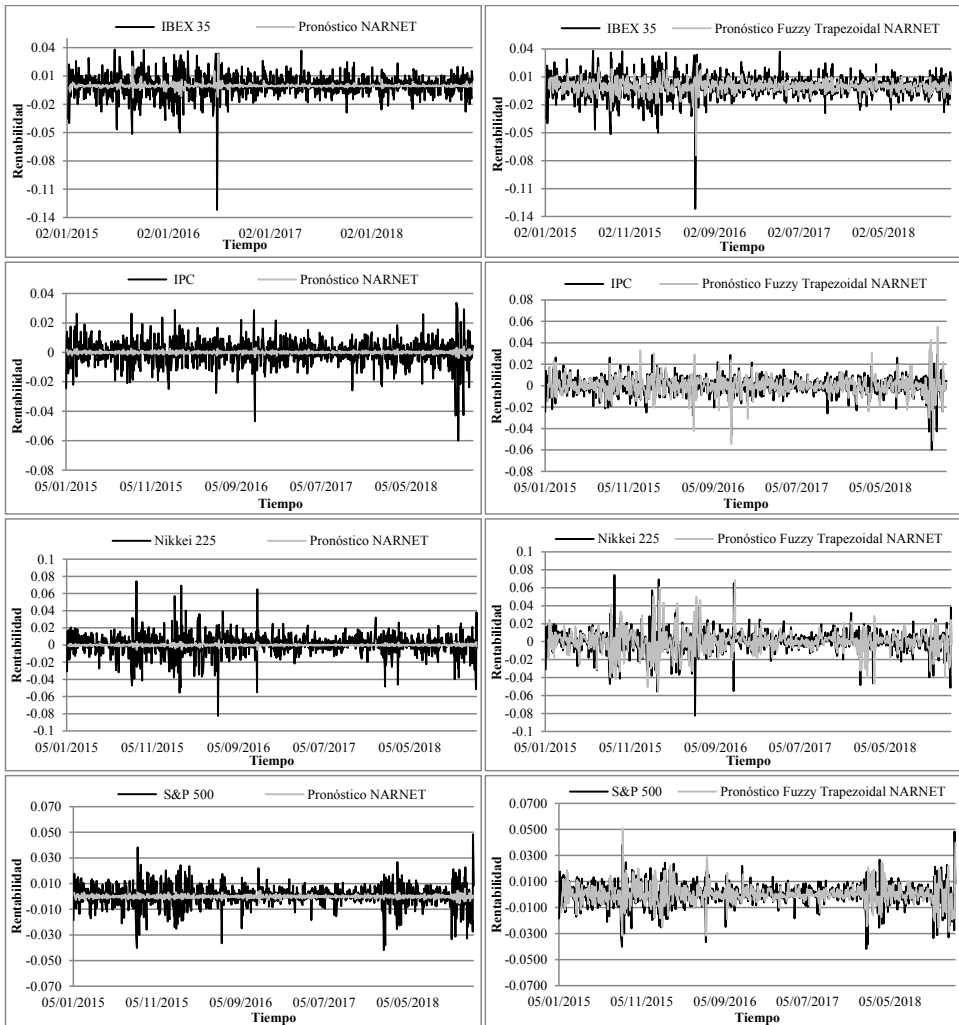 IBEX 35 Pronóstico NARNET
0.04
0.01
-0.02
-0.05
-0.08
-0.11
-0.14
Rentabilidad
02/01/2015 02/01/2016 02/01/2017 02/01/2018
Tiempo
IBEX 35 Pronóstico Fuzzy Trapezoidal NARNET
0.04
0.01
-0.02
-0.05
-0.08
-0.11
-0.14
Rentabilidad
02/01/2015 02/11/2015 02/09/2016 02/07/2017 02/05/2018
Tiempo
IPC Pronóstico NARNET
0.04
0.02
0
-0.02
-0.04
-0.06
-0.08
Rentabilidad
05/01/2015 05/11/2015 05/09/2016 05/07/2017 05/05/2018
Tiempo
IPC Pronóstico Fuzzy Trapezoidal NARNET
0.08
0.06
0.04
0.02
0
-0.02
-0.04
-0.06
-0.08
Rentabilidad
05/01/2015 05/11/2015 05/09/2016 05/07/2017 05/05/2018
Tiempo
Nikkei 225 Pronóstico NARNET
0.1
0.08
0.06
0.04
0.02
0
-0.02
-0.04
-0.06
-0.08
-0.1
Rentabilidad
05/01/2015 05/11/2015 05/09/2016 05/07/2017 05/05/2018
Tiempo
Nikkei 225 Pronóstico Fuzzy Trapezoidal NARNET
0.1
0.08
0.06
0.04
0.02
0
-0.02
-0.04
-0.06
-0.08
-0.1
Rentabilidad
05/01/2015 05/11/2015 05/09/2016 05/07/2017 05/05/2018
Tiempo
S&P 500 Pronóstico NARNET
0.070
0.050
0.030
0.010
-0.010
-0.030
-0.050
-0.070
Rentabilidad
05/01/2015 05/11/2015 05/09/2016 05/07/2017 05/05/2018
Tiempo
S&P 500 Pronóstico Fuzzy Trapezoidal NARNET
0.0700
0.0500
0.0300
0.0100
-0.0100
-0.0300
-0.0500
-0.0700
Rentabilidad
05/01/2015 05/11/2015 05/09/2016 05/07/2017 05/05/2018
Tiempo